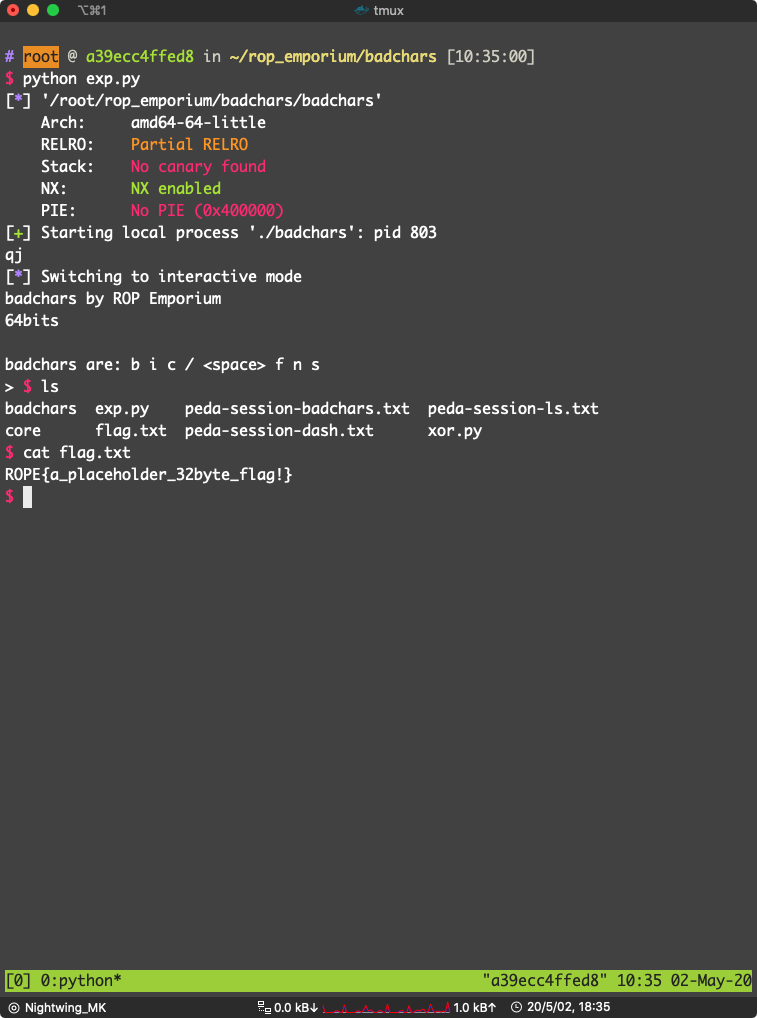 ⌥⌘1 tmux
# root @ a39ecc4ffed8 in ~/rop_emporium/badchars [10:35:00]
$ python exp.py
[*] '/root/rop_emporium/badchars/badchars'
    Arch:     amd64-64-little
    RELRO:    Partial RELRO
    Stack:    No canary found
    NX:       NX enabled
    PIE:      No PIE (0x400000)
[+] Starting local process './badchars': pid 803
qj
[*] Switching to interactive mode
badchars by ROP Emporium
64bits

badchars are: b i c / <space> f n s
> $ ls
badchars  exp.py    peda-session-badchars.txt  peda-session-ls.txt
core      flag.txt  peda-session-dash.txt      xor.py
$ cat flag.txt
ROPE{a_placeholder_32byte_flag!}
$
[0] 0:python* "a39ecc4ffed8" 10:35 02-May-20
Nightwing_MK 0.0 kB↓ 1.0 kB↑ 20/5/02, 18:35